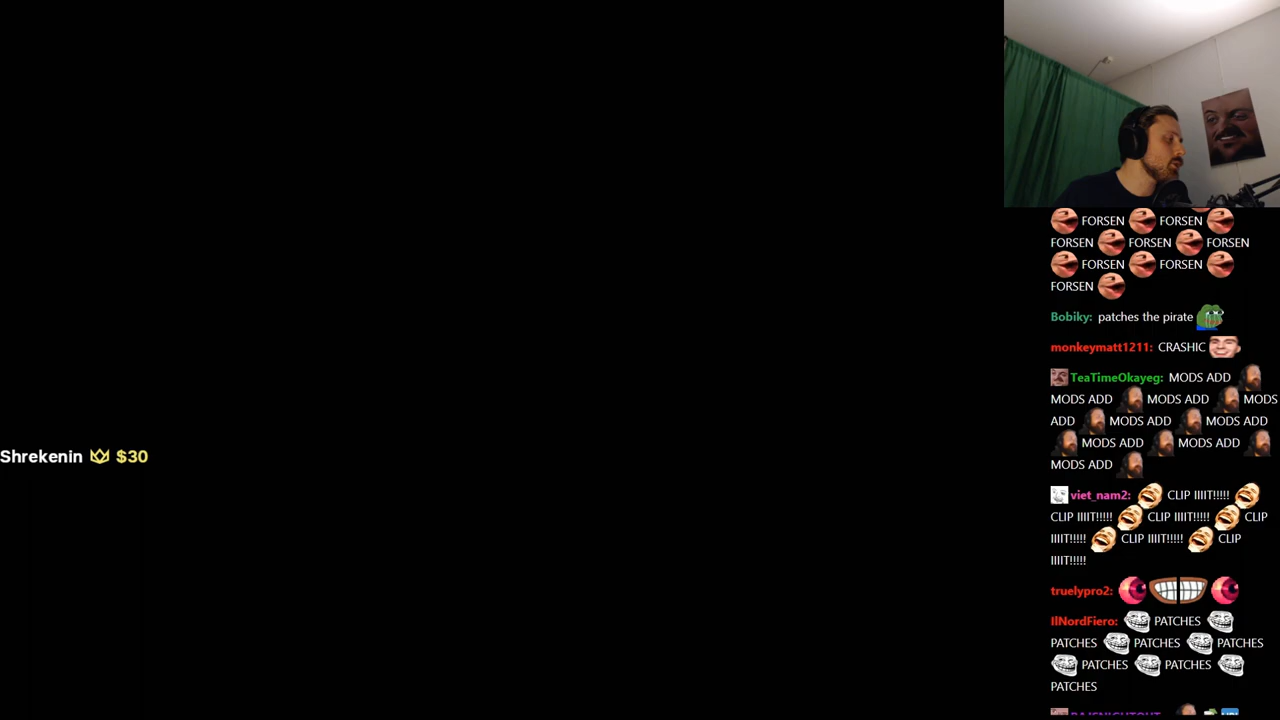 FORSEN FORSEN
FORSEN FORSEN FORSEN
FORSEN FORSEN
FORSEN
Bobiky: patches the pirate
monkeymatt1211: CRASHIC
TeaTimeOkayeg: MODS ADD
MODS ADD MODS ADD MODS
ADD MODS ADD MODS ADD
MODS ADD MODS ADD
MODS ADD
viet_nam2: CLIP IIIIT!!!!!
CLIP IIIIT!!!!! CLIP IIIIT!!!!! CLIP
IIIIT!!!!! CLIP IIIIT!!!!! CLIP
IIIIT!!!!!
Shrekenin $30
truelypro2:
IlNordFiero: PATCHES
PATCHES PATCHES PATCHES
PATCHES PATCHES
PATCHES